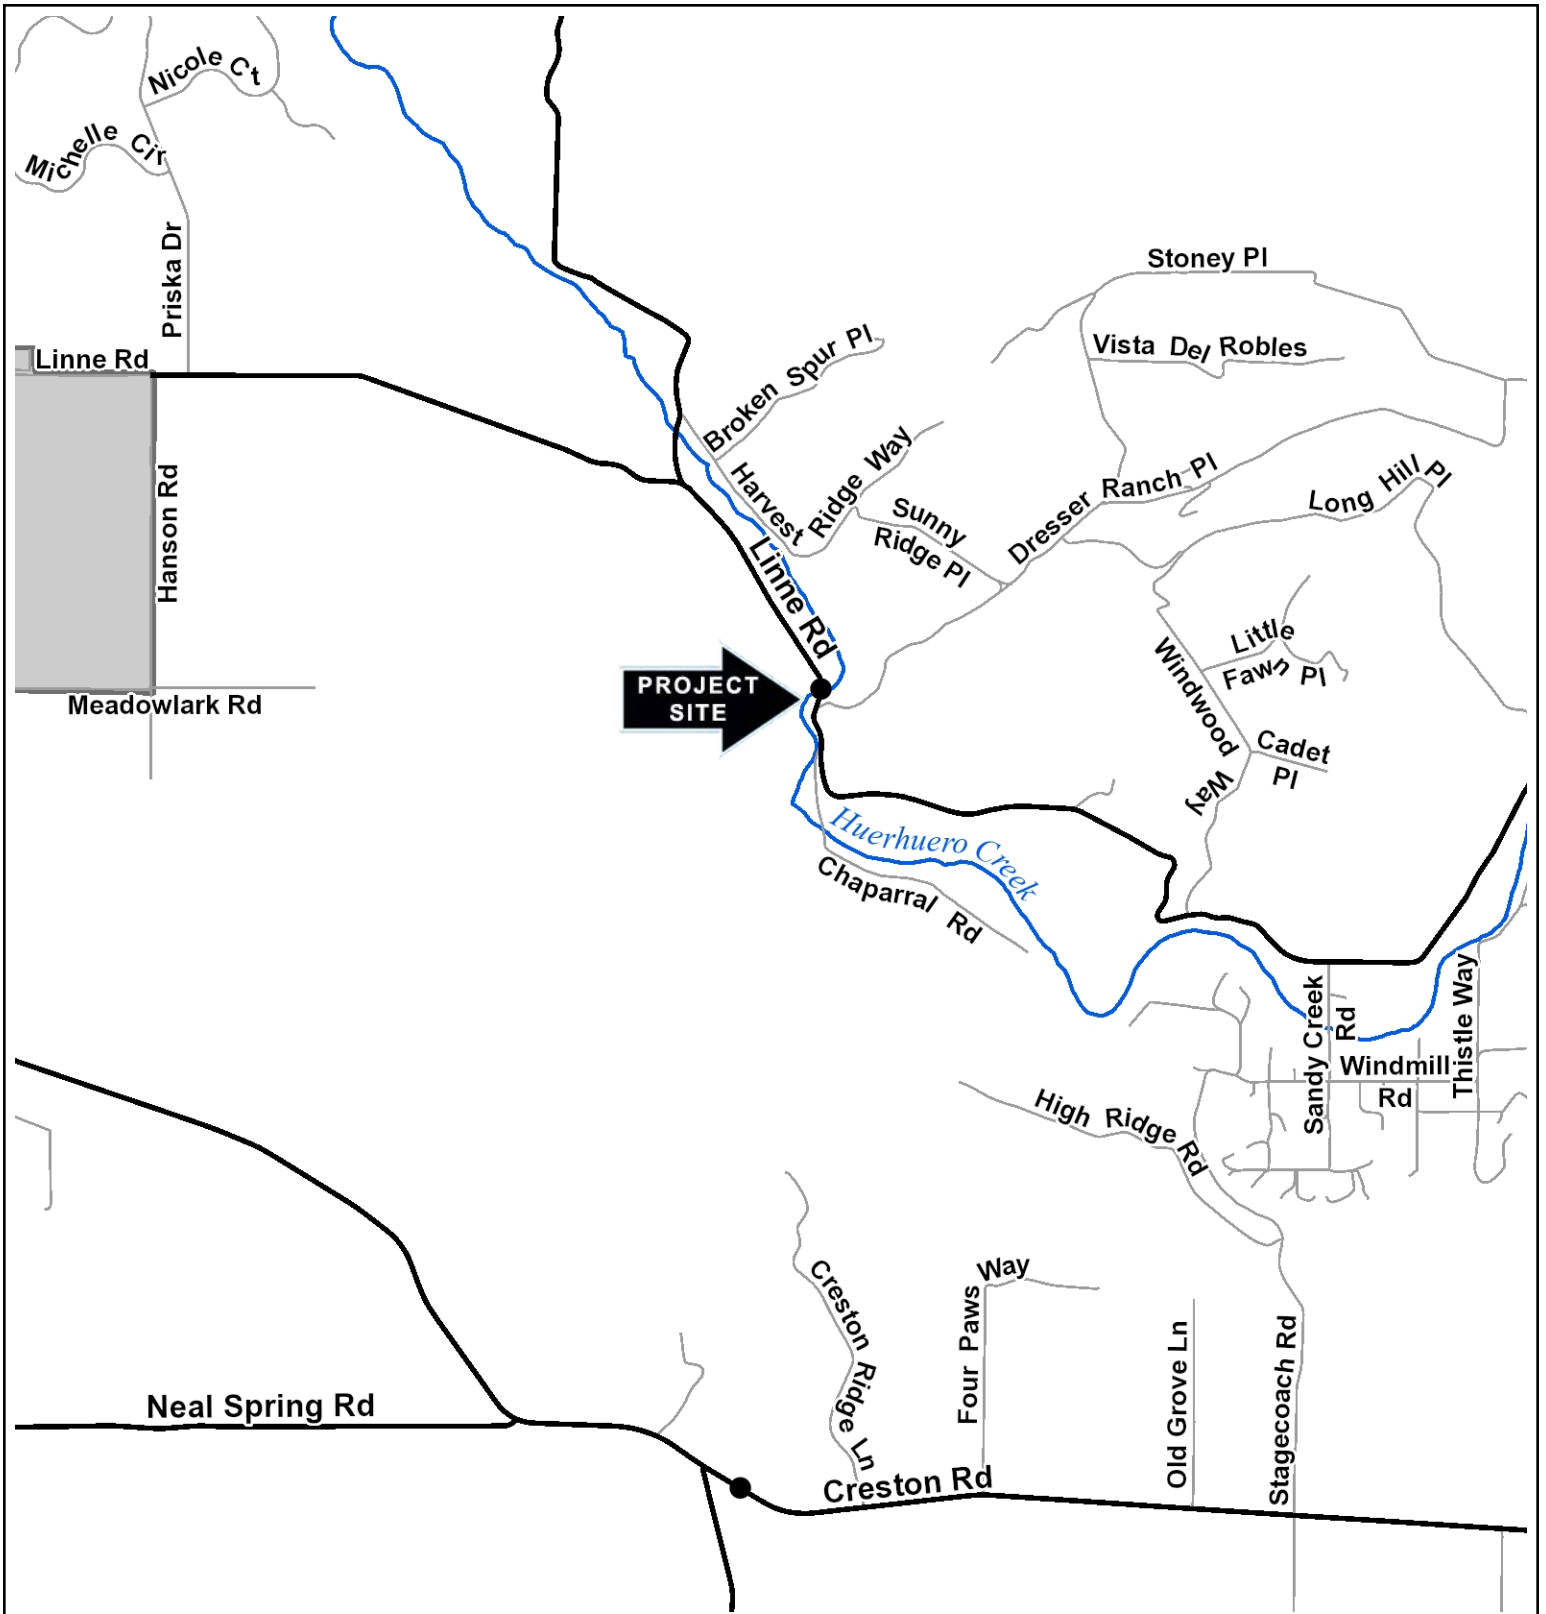 Nicole Ct
Michelle Cir
Priska Dr
Stoney Pl
Linne Rd
Vista Del Robles
Broken Spur Pl
Hanson Rd
Harvest
Ridge Way
Sunny
Ridge Pl
Dresser Ranch Pl
Long Hill Pl
Linne Rd
Little
Fawn Pl
Windwood Way
PROJECT
SITE
Meadowlark Rd
Cadet
Pl
Huerhuero Creek
Chaparral Rd
Sandy Creek
Rd
Thistle Way
Windmill
Rd
High Ridge Rd
Creston Ridge Ln
Four Paws Way
Old Grove Ln
Stagecoach Rd
Neal Spring Rd
Creston Rd